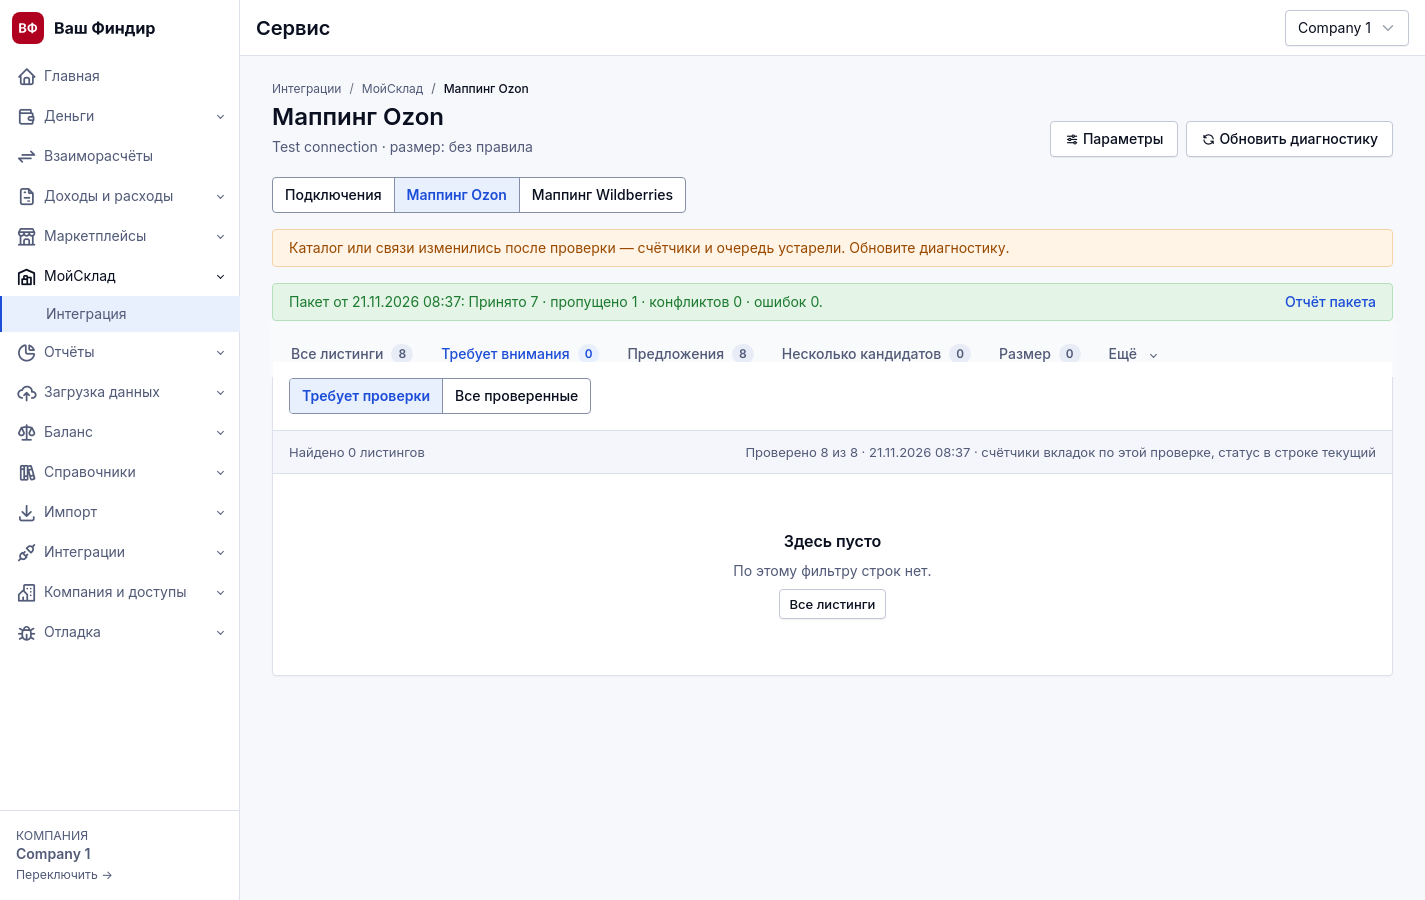 ВФ Ваш Финдир
Сервис
Company 1
Главная
Деньги
Взаиморасчёты
Доходы и расходы
Маркетплейсы
МойСклад
Интеграция
Отчёты
Загрузка данных
Баланс
Справочники
Импорт
Интеграции
Компания и доступы
Отладка
КОМПАНИЯ
Company 1
Переключить →
Интеграции / МойСклад / Маппинг Ozon
Маппинг Ozon
Test connection · размер: без правила
Параметры
Обновить диагностику
Подключения Маппинг Ozon Маппинг Wildberries
Каталог или связи изменились после проверки — счётчики и очередь устарели. Обновите диагностику.
Пакет от 21.11.2026 08:37: Принято 7 · пропущено 1 · конфликтов 0 · ошибок 0. Отчёт пакета
Все листинги 8 Требует внимания 0 Предложения 8 Несколько кандидатов 0 Размер 0 Ещё
Требует проверки Все проверенные
Найдено 0 листингов Проверено 8 из 8 · 21.11.2026 08:37 · счётчики вкладок по этой проверке, статус в строке текущий
Здесь пусто
По этому фильтру строк нет.
Все листинги